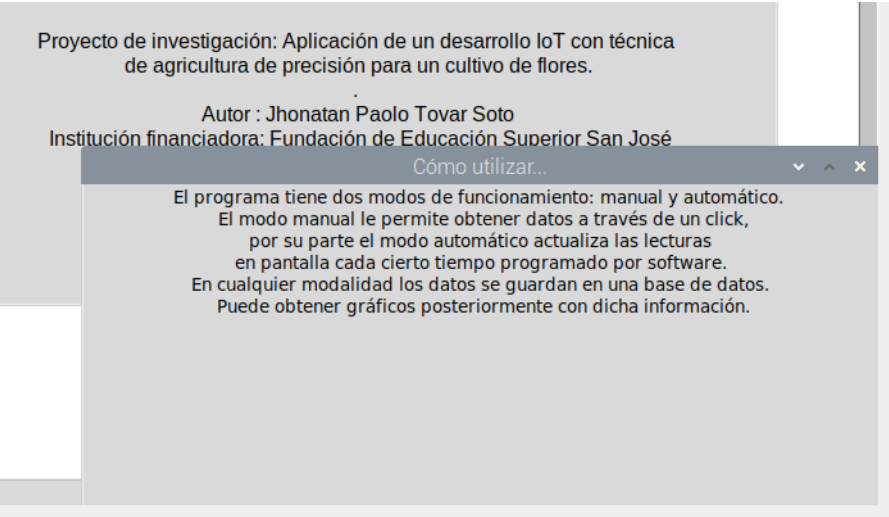 Proyecto de investigación: Aplicación de un desarrollo IoT con técnica
de agricultura de precisión para un cultivo de flores.
.
Autor : Jhonatan Paolo Tovar Soto
Institución financiadora: Fundación de Educación Superior San José
Cómo utilizar...
El programa tiene dos modos de funcionamiento: manual y automático.
El modo manual le permite obtener datos a través de un click,
por su parte el modo automático actualiza las lecturas
en pantalla cada cierto tiempo programado por software.
En cualquier modalidad los datos se guardan en una base de datos.
Puede obtener gráficos posteriormente con dicha información.